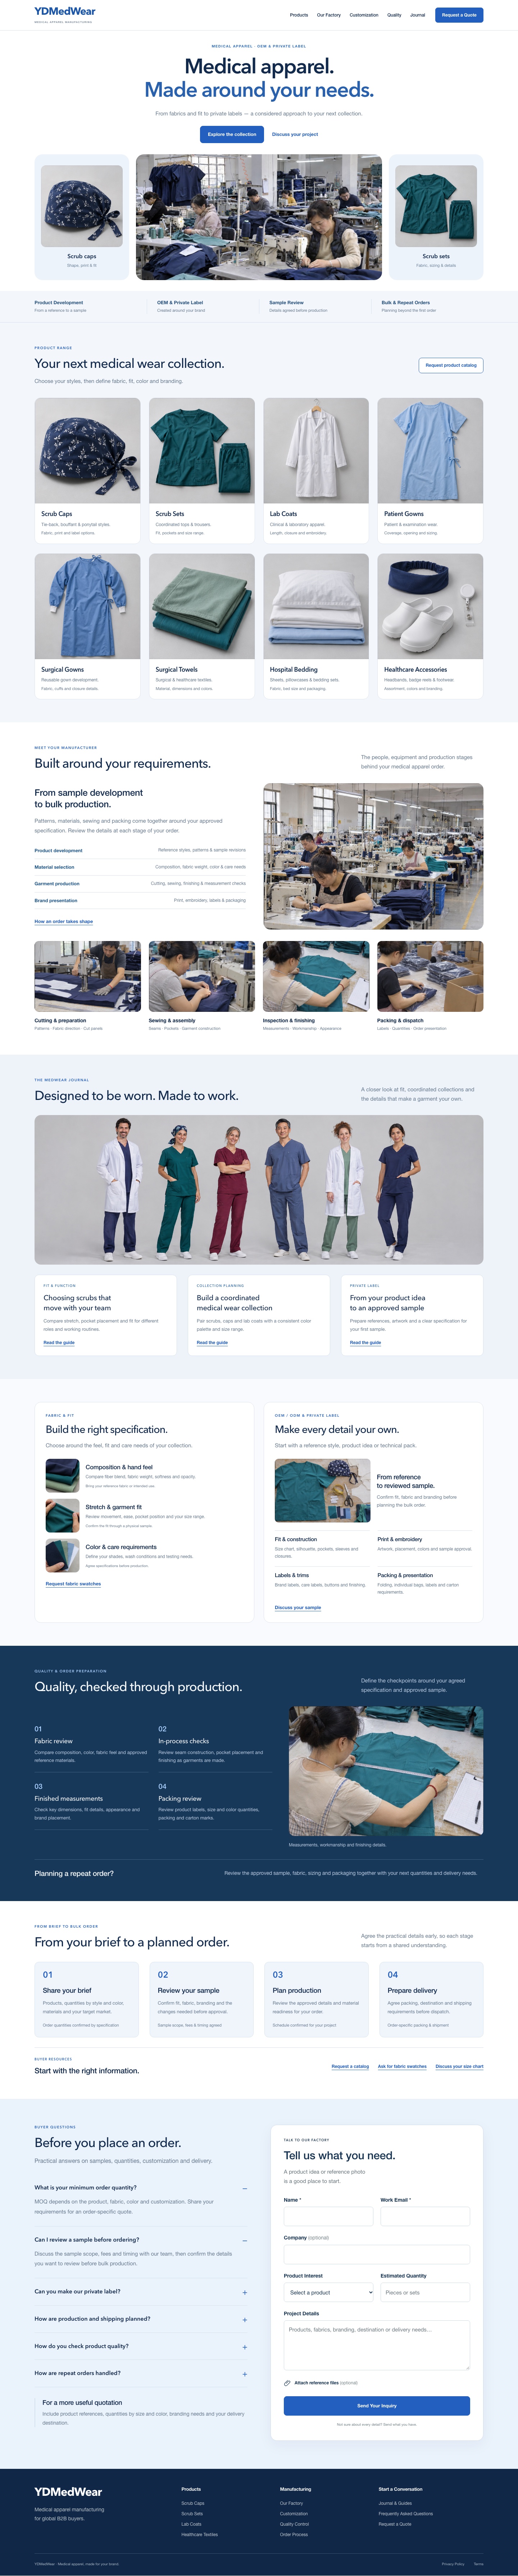 YDMedWear
MEDICAL APPAREL MANUFACTURING
Products
Our Factory
Customization
Quality
Journal
Request a Quote
MEDICAL APPAREL · OEM & PRIVATE LABEL
Medical apparel.
Made around your needs.
From fabrics and fit to private labels — a considered approach to your next collection.
Explore the collection
Discuss your project
Scrub caps
Shape, print & fit
Scrub sets
Fabric, sizing & details
Product Development
From a reference to a sample
OEM & Private Label
Created around your brand
Sample Review
Details agreed before production
Bulk & Repeat Orders
Planning beyond the first order
PRODUCT RANGE
Your next medical wear collection.
Choose your styles, then define fabric, fit, color and branding.
Request product catalog
Scrub Caps
Tie-back, bouffant & ponytail styles.
Fabric, print and label options.
Scrub Sets
Coordinated tops & trousers.
Fit, pockets and size range.
Lab Coats
Clinical & laboratory apparel.
Length, closure and embroidery.
Patient Gowns
Patient & examination wear.
Coverage, opening and sizing.
Surgical Gowns
Reusable gown development.
Fabric, cuffs and closure details.
Surgical Towels
Surgical & healthcare textiles.
Material, dimensions and colors.
Hospital Bedding
Sheets, pillowcases & bedding sets.
Fabric, bed size and packaging.
Healthcare Accessories
Headbands, badge reels & footwear.
Assortment, colors and branding.
MEET YOUR MANUFACTURER
Built around your requirements.
The people, equipment and production stages
behind your medical apparel order.
From sample development
to bulk production.
Patterns, materials, sewing and packing come together around your approved
specification. Review the details at each stage of your order.
Product development
Reference styles, patterns & sample revisions
Material selection
Composition, fabric weight, color & care needs
Garment production
Cutting, sewing, finishing & measurement checks
Brand presentation
Print, embroidery, labels & packaging
How an order takes shape
Cutting & preparation
Patterns · Fabric direction · Cut panels
Sewing & assembly
Seams · Pockets · Garment construction
Inspection & finishing
Measurements · Workmanship · Appearance
Packing & dispatch
Labels · Quantities · Order presentation
THE MEDWEAR JOURNAL
Designed to be worn. Made to work.
A closer look at fit, coordinated collections and
the details that make a garment your own.
FIT & FUNCTION
Choosing scrubs that
move with your team
Compare stretch, pocket placement and fit for different
roles and working routines.
Read the guide
COLLECTION PLANNING
Build a coordinated
medical wear collection
Pair scrubs, caps and lab coats with a consistent color
palette and size range.
Read the guide
PRIVATE LABEL
From your product idea
to an approved sample
Prepare references, artwork and a clear specification for
your first sample.
Read the guide
FABRIC & FIT
Build the right specification.
Choose around the feel, fit and care needs of your collection.
Composition & hand feel
Compare fiber blend, fabric weight, softness and opacity.
Bring your reference fabric or intended use.
Stretch & garment fit
Review movement, ease, pocket position and your size range.
Confirm the fit through a physical sample.
Color & care requirements
Define your shades, wash conditions and testing needs.
Agree specifications before production.
Request fabric swatches
OEM / ODM & PRIVATE LABEL
Make every detail your own.
Start with a reference style, product idea or technical pack.
From reference
to reviewed sample.
Confirm fit, fabric and branding before
planning the bulk order.
Fit & construction
Size chart, silhouette, pockets, sleeves and
closures.
Print & embroidery
Artwork, placement, colors and sample approval.
Labels & trims
Brand labels, care labels, buttons and finishing.
Packing & presentation
Folding, individual bags, labels and carton
requirements.
Discuss your sample
QUALITY & ORDER PREPARATION
Quality, checked through production.
Define the checkpoints around your agreed
specification and approved sample.
01
Fabric review
Compare composition, color, fabric feel and approved
reference materials.
02
In-process checks
Review seam construction, pocket placement and
finishing as garments are made.
03
Finished measurements
Check key dimensions, fit details, appearance and
brand placement.
04
Packing review
Review product labels, size and color quantities,
packing and carton marks.
Measurements, workmanship and finishing details.
Planning a repeat order?
Review the approved sample, fabric, sizing and packaging together with your next quantities and delivery needs.
FROM BRIEF TO BULK ORDER
From your brief to a planned order.
Agree the practical details early, so each stage
starts from a shared understanding.
01
Share your brief
Products, quantities by style and color,
materials and your target market.
Order quantities confirmed by specification
02
Review your sample
Confirm fit, fabric, branding and the
changes needed before approval.
Sample scope, fees & timing agreed
03
Plan production
Review the approved details and material
readiness for your order.
Schedule confirmed for your project
04
Prepare delivery
Agree packing, destination and shipping
requirements before dispatch.
Order-specific packing & shipment
BUYER RESOURCES
Start with the right information.
Request a catalog
Ask for fabric swatches
Discuss your size chart
BUYER QUESTIONS
Before you place an order.
Practical answers on samples, quantities, customization and delivery.
What is your minimum order quantity?
MOQ depends on the product, fabric, color and customization. Share your
requirements for an order-specific quote.
Can I review a sample before ordering?
Discuss the sample scope, fees and timing with our team, then confirm the details
you want to review before bulk production.
Can you make our private label?
How are production and shipping planned?
How do you check product quality?
How are repeat orders handled?
For a more useful quotation
Include product references, quantities by size and color, branding needs and your delivery
destination.
TALK TO OUR FACTORY
Tell us what you need.
A product idea or reference photo
is a good place to start.
Name *
Work Email *
Company (optional)
Product Interest
Select a product
Estimated Quantity
Pieces or sets
Project Details
Products, fabrics, branding, destination or delivery needs...
Attach reference files (optional)
Send Your Inquiry
Not sure about every detail? Send what you have.
YDMedWear
Medical apparel manufacturing
for global B2B buyers.
Products
Scrub Caps
Scrub Sets
Lab Coats
Healthcare Textiles
Manufacturing
Our Factory
Customization
Quality Control
Order Process
Start a Conversation
Journal & Guides
Frequently Asked Questions
Request a Quote
YDMedWear · Medical apparel, made for your brand.
Privacy Policy
Terms